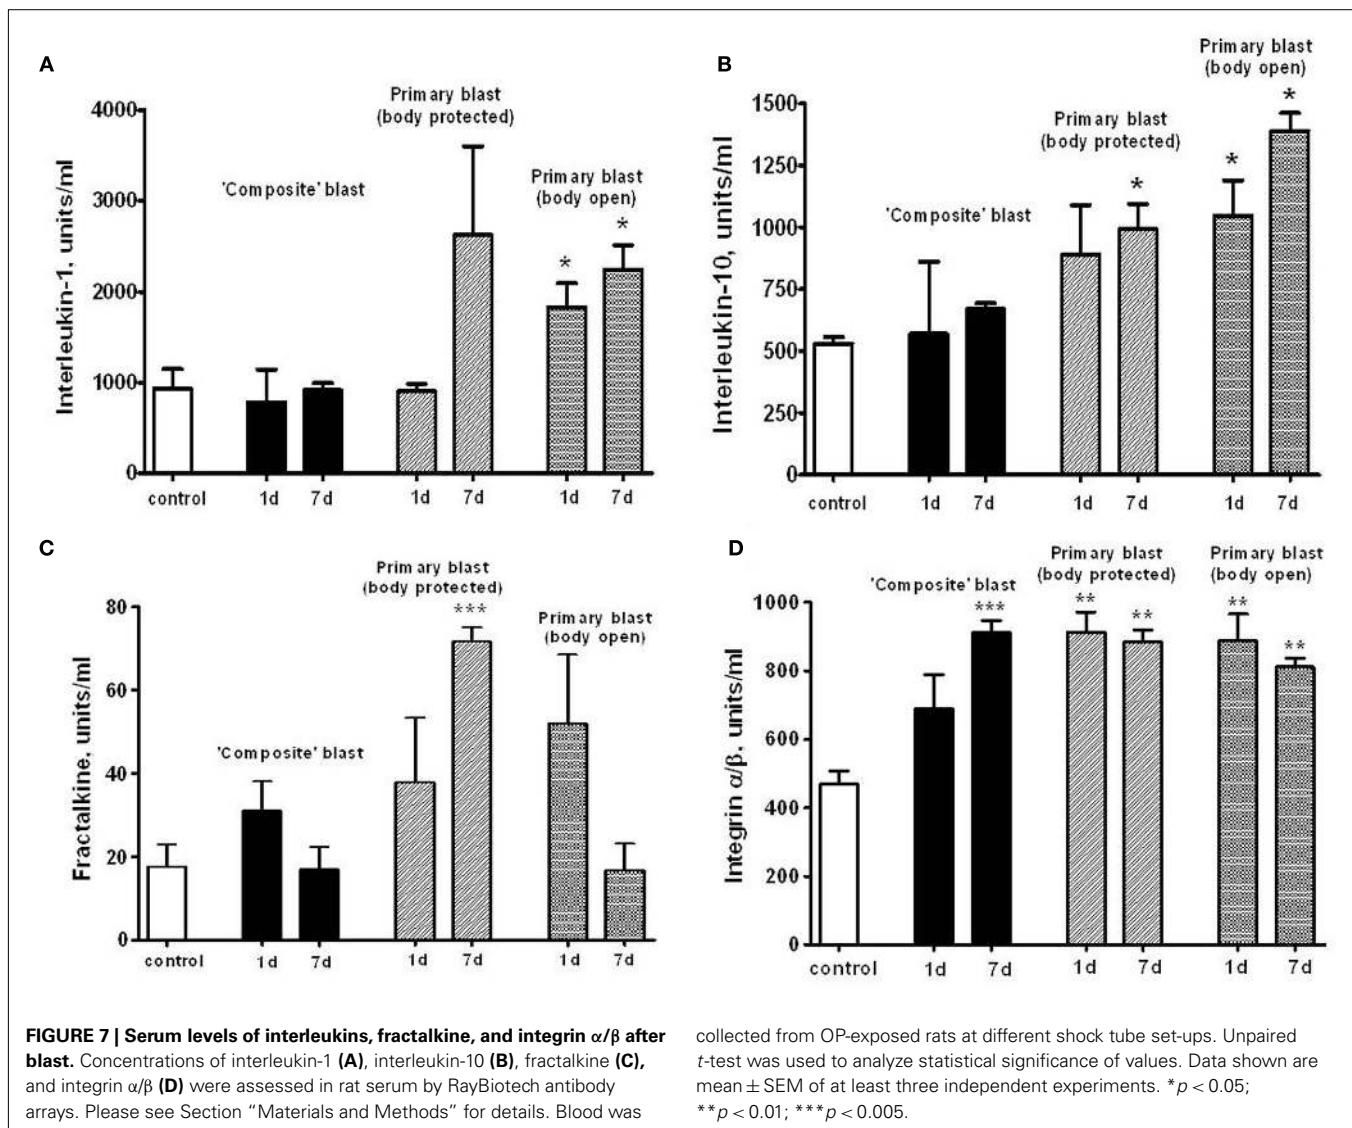 A
Primary blast
(body protected)
Primary blast
(body open)
'Composite' blast
*
*
Interleukin-1, units/ml
4000
3000
2000
1000
0
control
1d
7d
1d
7d
1d
7d
B
Primary blast
(body open)
Primary blast
(body protected)
'Composite' blast
*
*
*
Interleukin-10, units/ml
1500
1250
1000
750
500
250
0
control
1d
7d
1d
7d
1d
7d
C
Primary blast
(body protected)
***
Primary blast
(body open)
'Composite' blast
Fractalkine, units/ml
80
60
40
20
0
control
1d
7d
1d
7d
1d
7d
D
Primary blast
(body protected)
Primary blast
(body open)
'Composite' blast
***
**
**
**
**
Integrin α/β, units/ml
1000
800
600
400
200
0
control
1d
7d
1d
7d
1d
7d
FIGURE 7 | Serum levels of interleukins, fractalkine, and integrin α/β after
blast. Concentrations of interleukin-1 (A), interleukin-10 (B), fractalkine (C),
and integrin α/β (D) were assessed in rat serum by RayBiotech antibody
arrays. Please see Section “Materials and Methods” for details. Blood was
collected from OP-exposed rats at different shock tube set-ups. Unpaired
t-test was used to analyze statistical significance of values. Data shown are
mean ± SEM of at least three independent experiments. *p < 0.05;
**p < 0.01; ***p < 0.005.